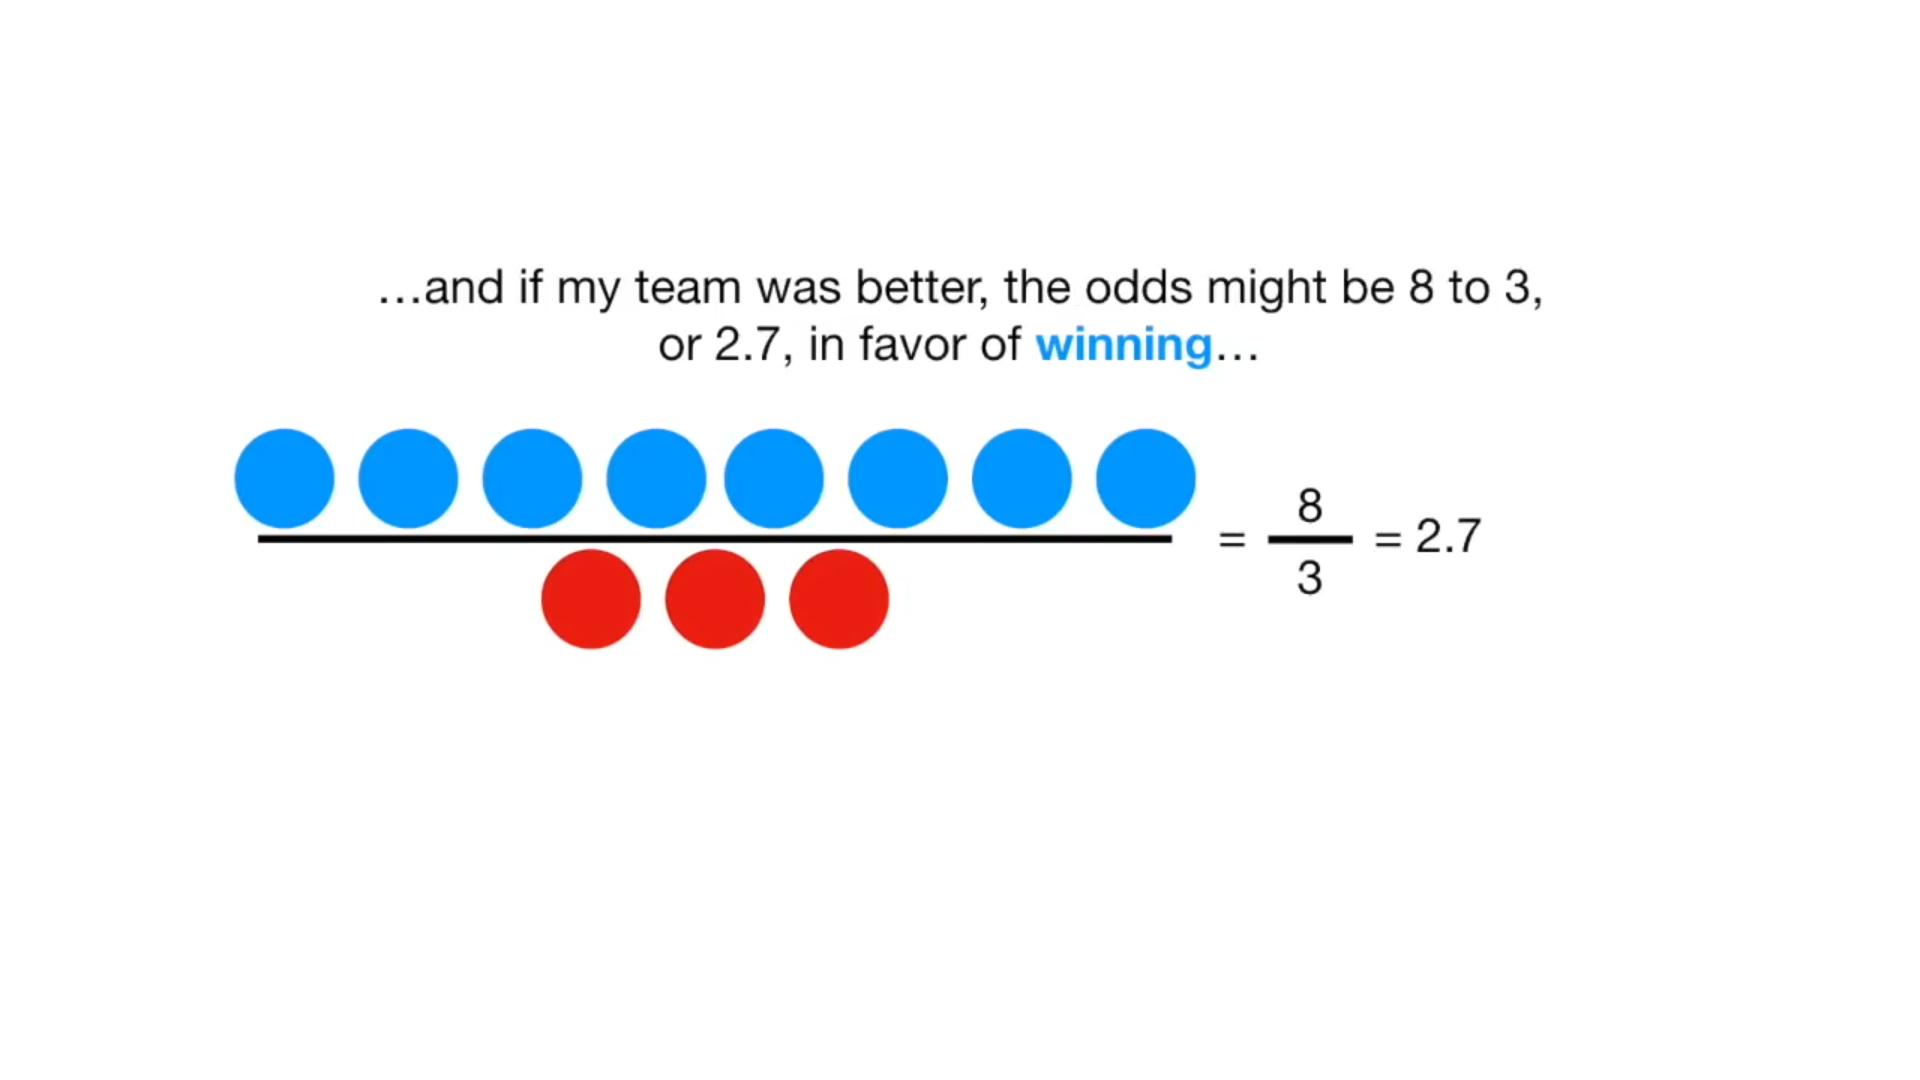 …and if my team was better, the odds might be 8 to 3,
or 2.7, in favor of winning…
= 8/3 = 2.7